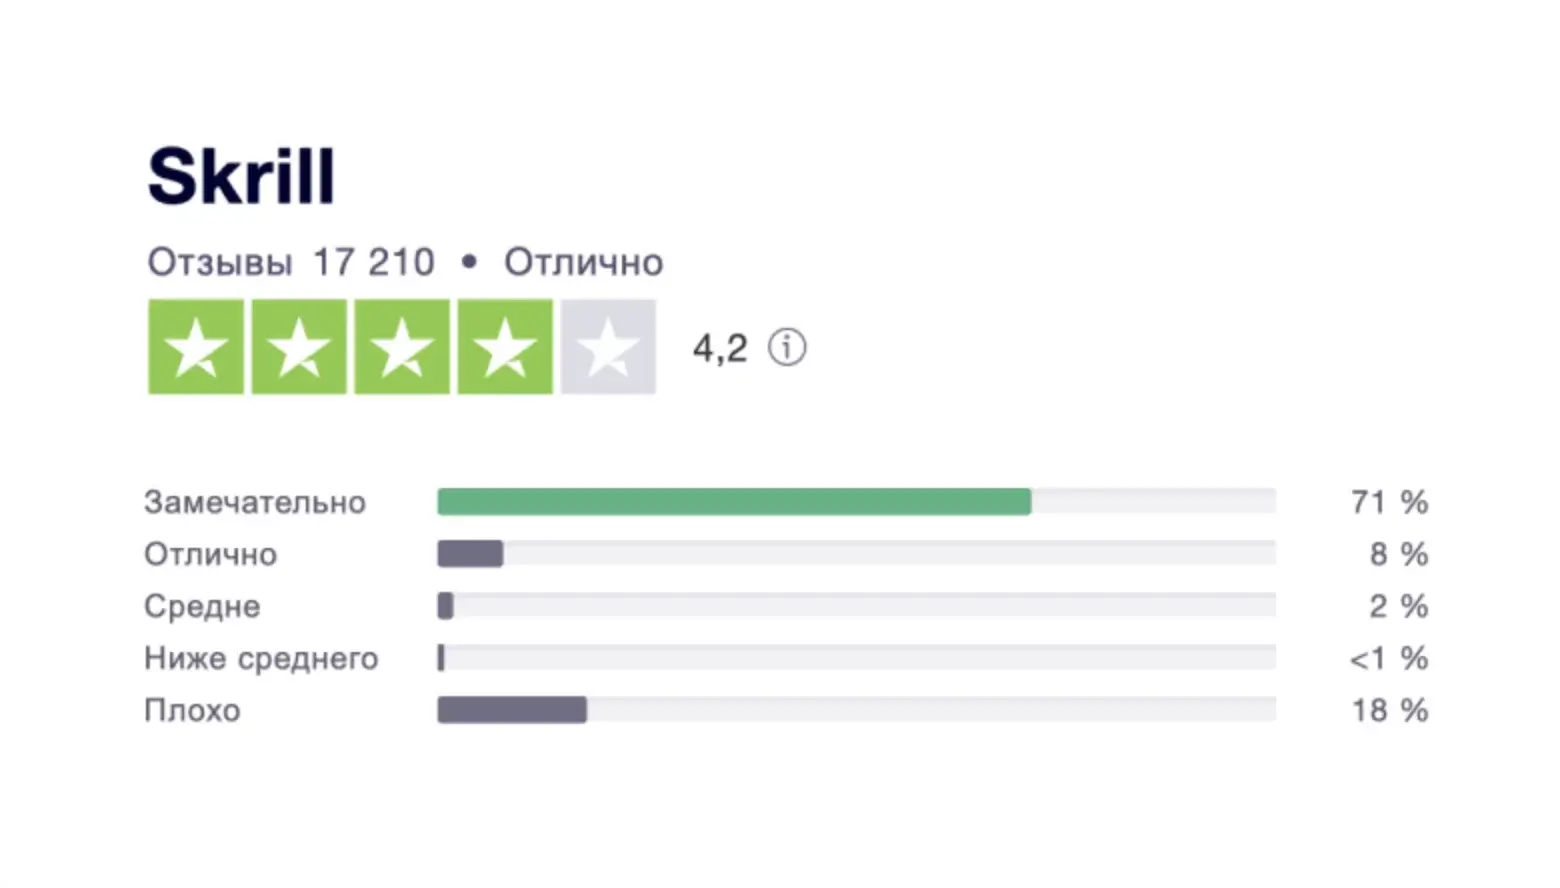 Skrill
Отзывы 17 210 • Отлично
4,2
Замечательно 71 %
Отлично 8 %
Средне 2 %
Ниже среднего <1 %
Плохо 18 %